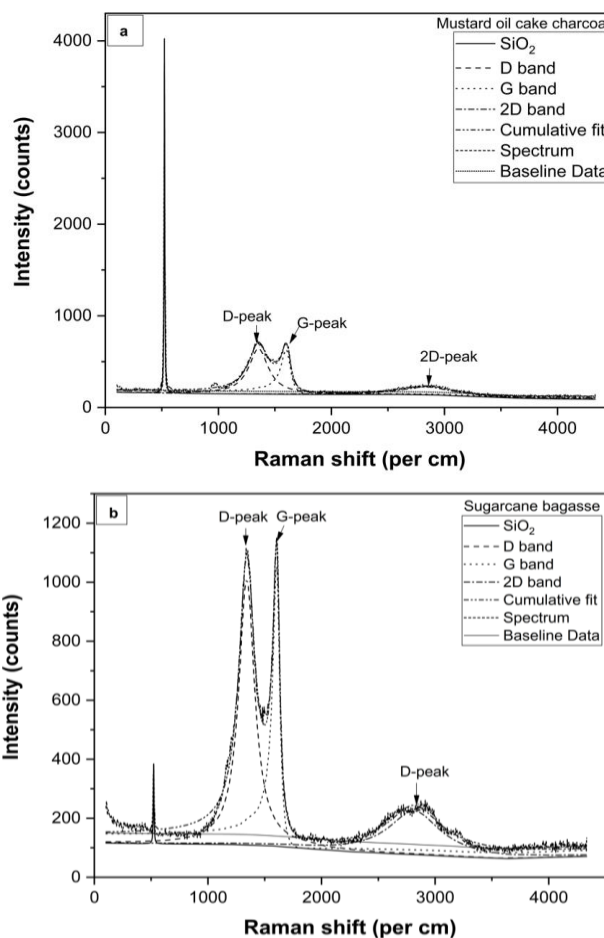 a
Mustard oil cake charcoa
SiO₂
D band
G band
2D band
Cumulative fit
Spectrum
Baseline Data
4000
3000
2000
1000
0
D-peak
G-peak
2D-peak
0 1000 2000 3000 4000
Intensity (counts)
Raman shift (per cm)
b
Sugarcane bagasse
SiO₂
D band
G band
2D band
Cumulative fit
Spectrum
Baseline Data
1200
1000
800
600
400
200
0
D-peak G-peak
D-peak
0 1000 2000 3000 4000
Intensity (counts)
Raman shift (per cm)